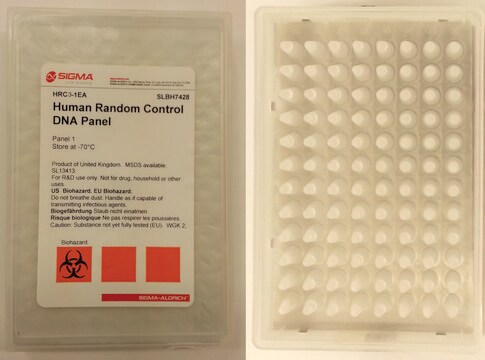 SIGMA
SLBH7428
Human Random Control
DNA Panel
Panel 1
Store at -70°C
Product of United Kingdom. MSDS available.
SL13413
For R&D use only. Not for drug, household or other
uses.
US Biohazard. EU Biohazard.
Do not breathe dust. Handle as if capable of
transmitting infectious agents.
Biogefährdung Staub nicht einatmen.
Risque biologique Ne pas respirer les poussières.
Caution: Substance not yet fully tested (EU). WGK 2.
Biohazard
SIGMA-ALDRICH